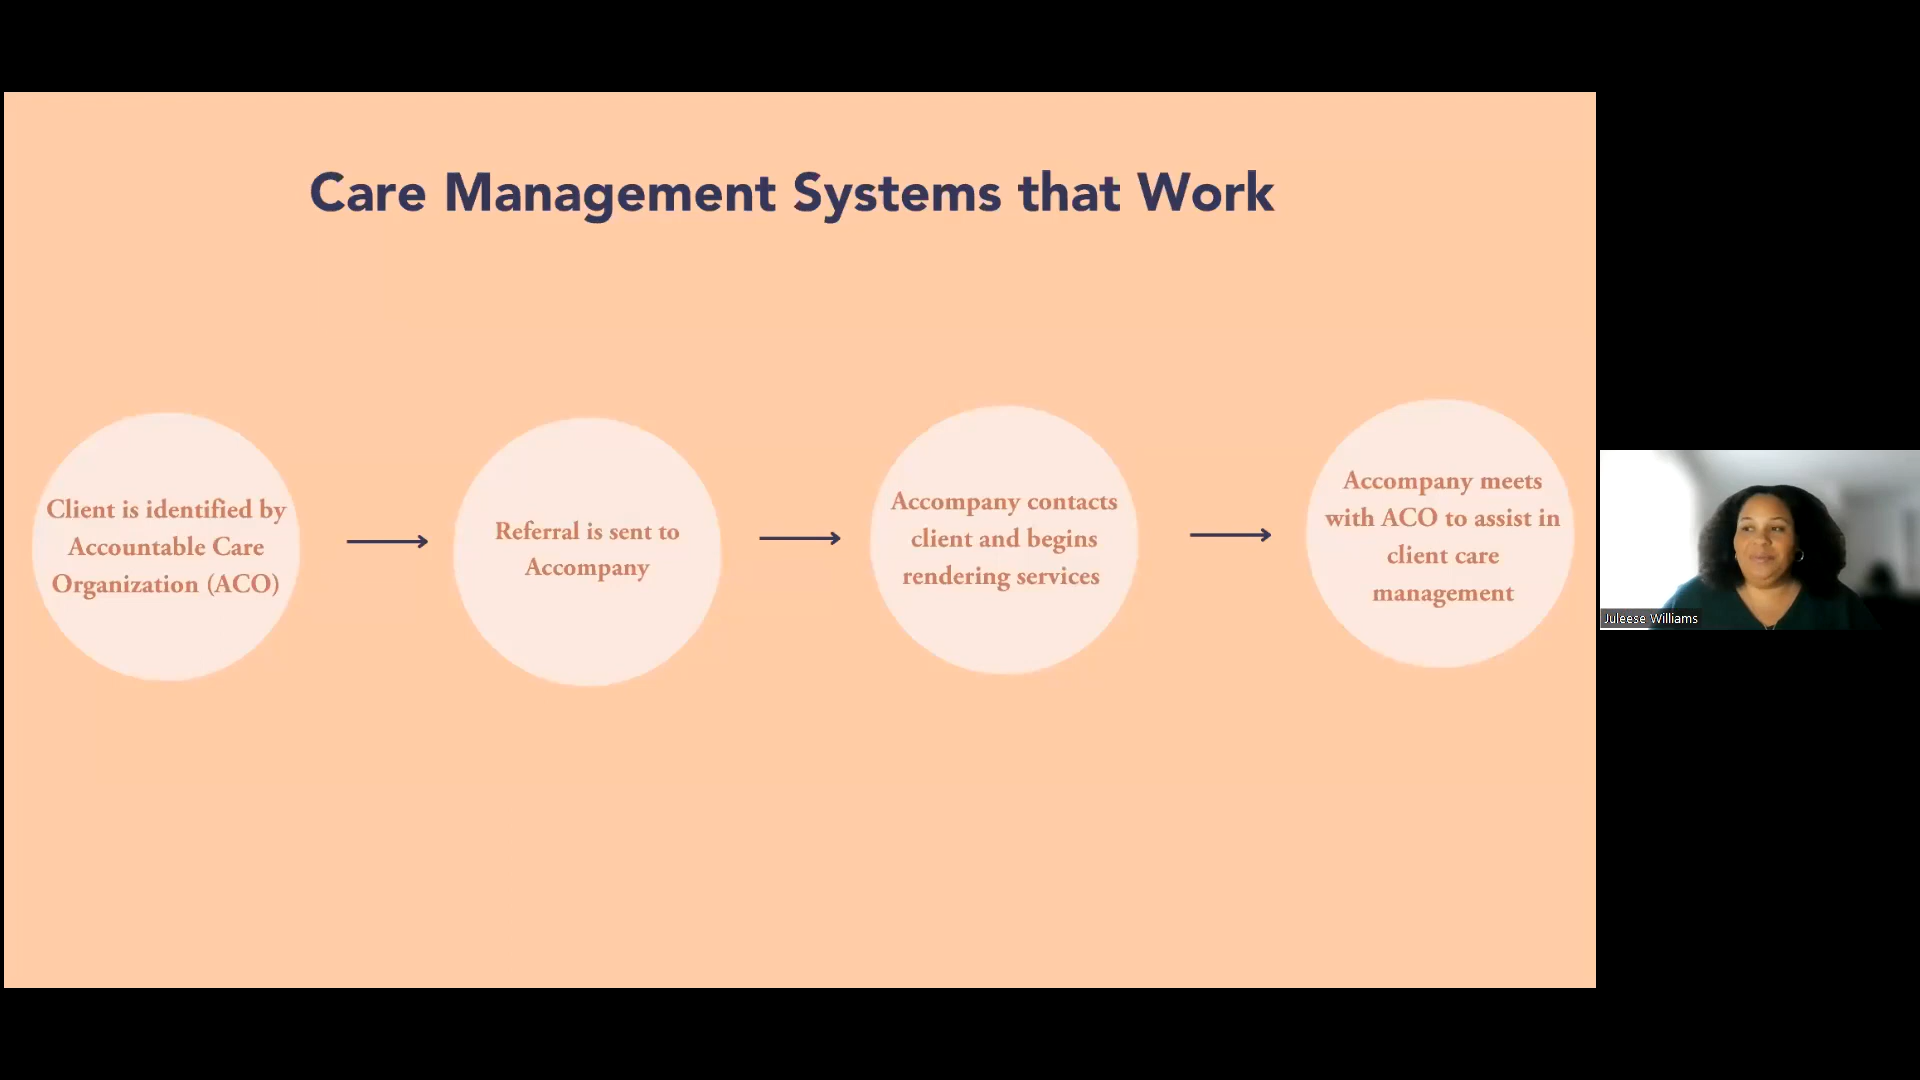 Care Management Systems that Work
Client is identified by
Accountable Care
Organization (ACO)
Referral is sent to
Accompany
Accompany contacts
client and begins
rendering services
Accompany meets
with ACO to assist in
client care
management
Juleese Williams